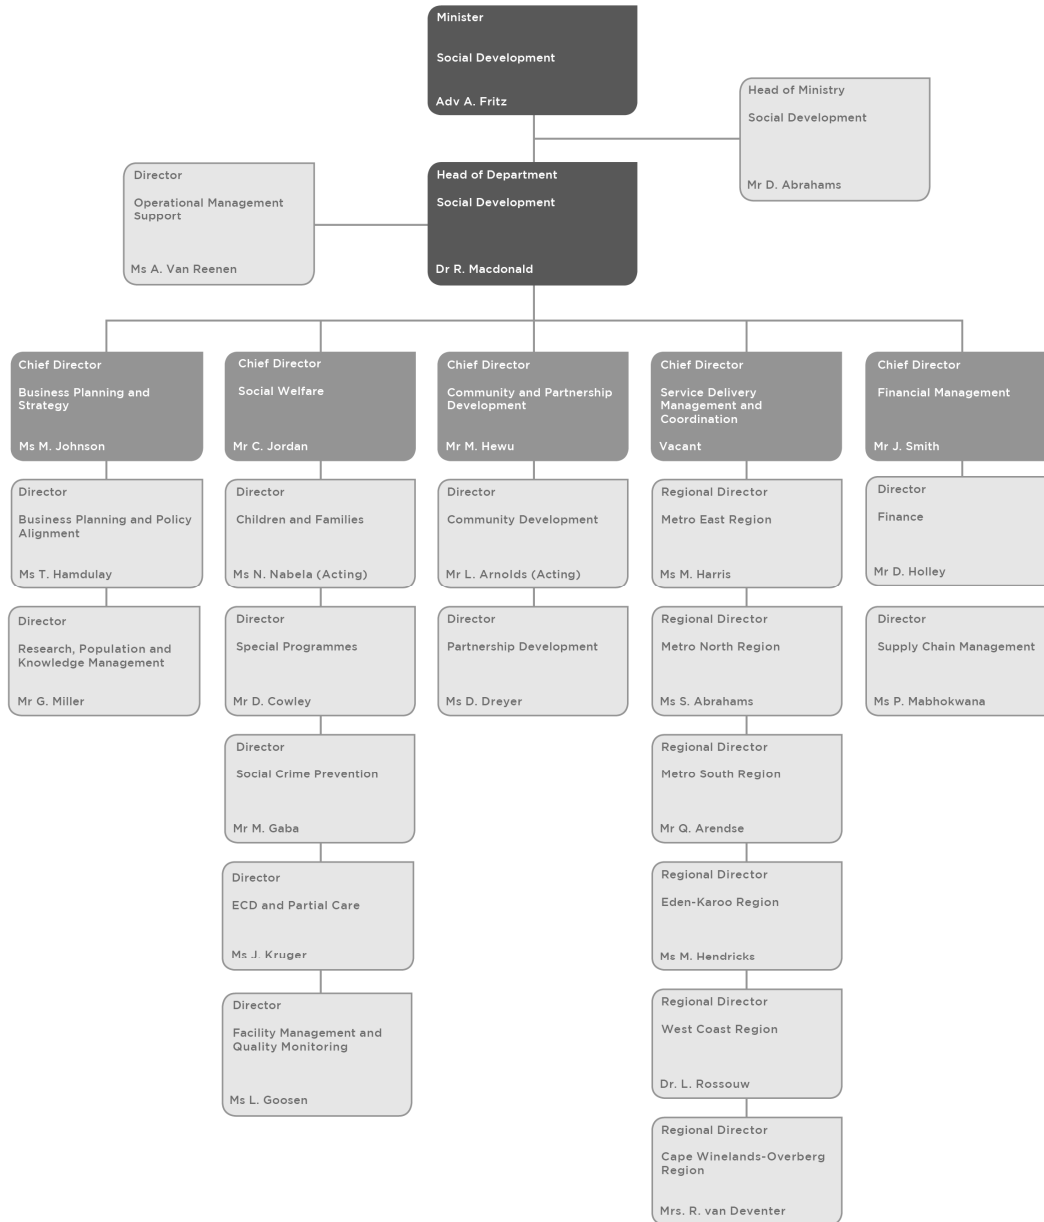 Minister
Social Development
Adv A. Fritz
Head of Ministry
Social Development
Mr D. Abrahams
Head of Department
Social Development
Dr R. Macdonald
Director
Operational Management
Support
Ms A. Van Reenen
Chief Director
Business Planning and
Strategy
Ms M. Johnson
Director
Business Planning and Policy
Alignment
Ms T. Hamdulay
Director
Research, Population and
Knowledge Management
Mr G. Miller
Chief Director
Social Welfare
Mr C. Jordan
Director
Children and Families
Ms N. Nabela (Acting)
Director
Special Programmes
Mr D. Cowley
Director
Social Crime Prevention
Mr M. Gaba
Director
ECD and Partial Care
Ms J. Kruger
Director
Facility Management and
Quality Monitoring
Ms L. Goosen
Chief Director
Community and Partnership
Development
Mr M. Hewu
Director
Community Development
Mr L. Arnolds (Acting)
Director
Partnership Development
Ms D. Dreyer
Chief Director
Service Delivery
Management and
Coordination
Vacant
Regional Director
Metro East Region
Ms M. Harris
Regional Director
Metro North Region
Ms S. Abrahams
Regional Director
Metro South Region
Mr Q. Arendse
Regional Director
Eden-Karoo Region
Ms M. Hendricks
Regional Director
West Coast Region
Dr. L. Rossouw
Regional Director
Cape Winelands-Overberg
Region
Mrs. R. van Deventer
Chief Director
Financial Management
Mr J. Smith
Director
Finance
Mr D. Holley
Director
Supply Chain Management
Ms P. Mabhokwana